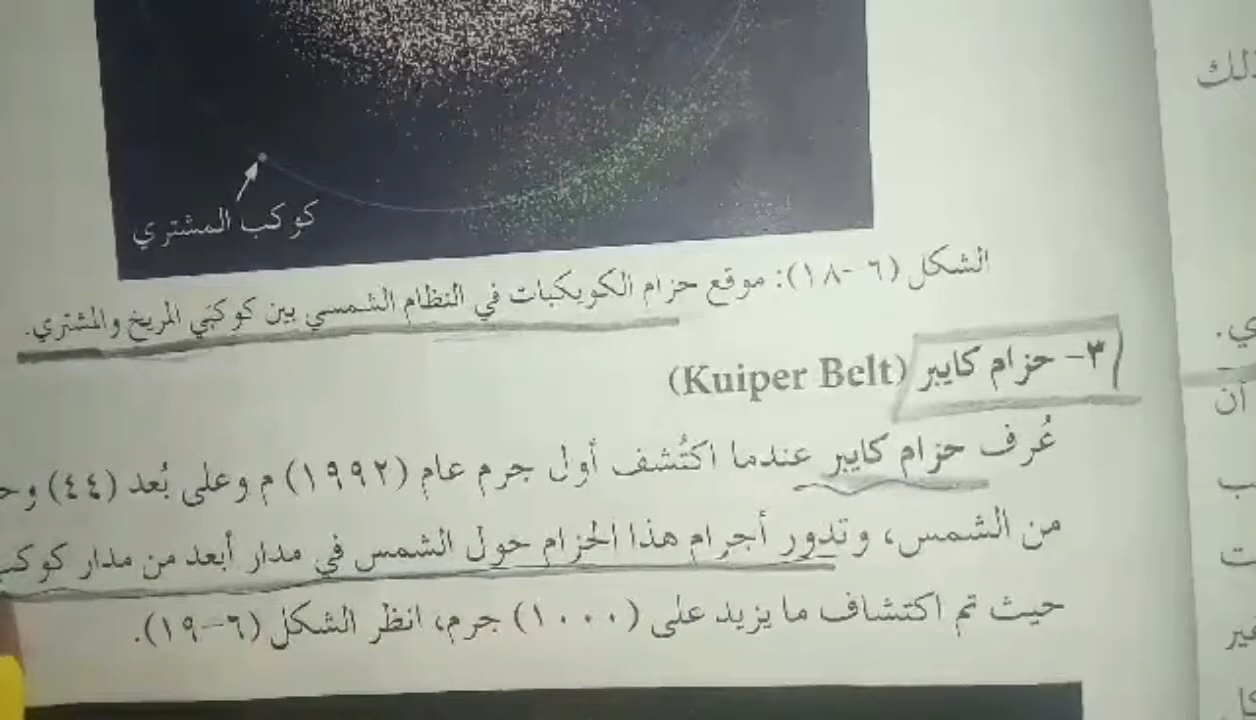 كوكب المشتري
الشكل (٦-١٨): موقع حزام الكويكبات في النظام الشمسي بين كوكبَي المريخ والمشتري.
٣- حزام كايبر (Kuiper Belt)
عُرف حزام كايبر عندما اكتُشف أول جرم عام (١٩٩٢) م وعلى بُعد (٤٤)
من الشمس، وتدور أجرام هذا الحزام حول الشمس في مدار أبعد من مدار
حيث تم اكتشاف ما يزيد على (١٠٠٠) جرم، انظر الشكل (٦-١٩).
أن